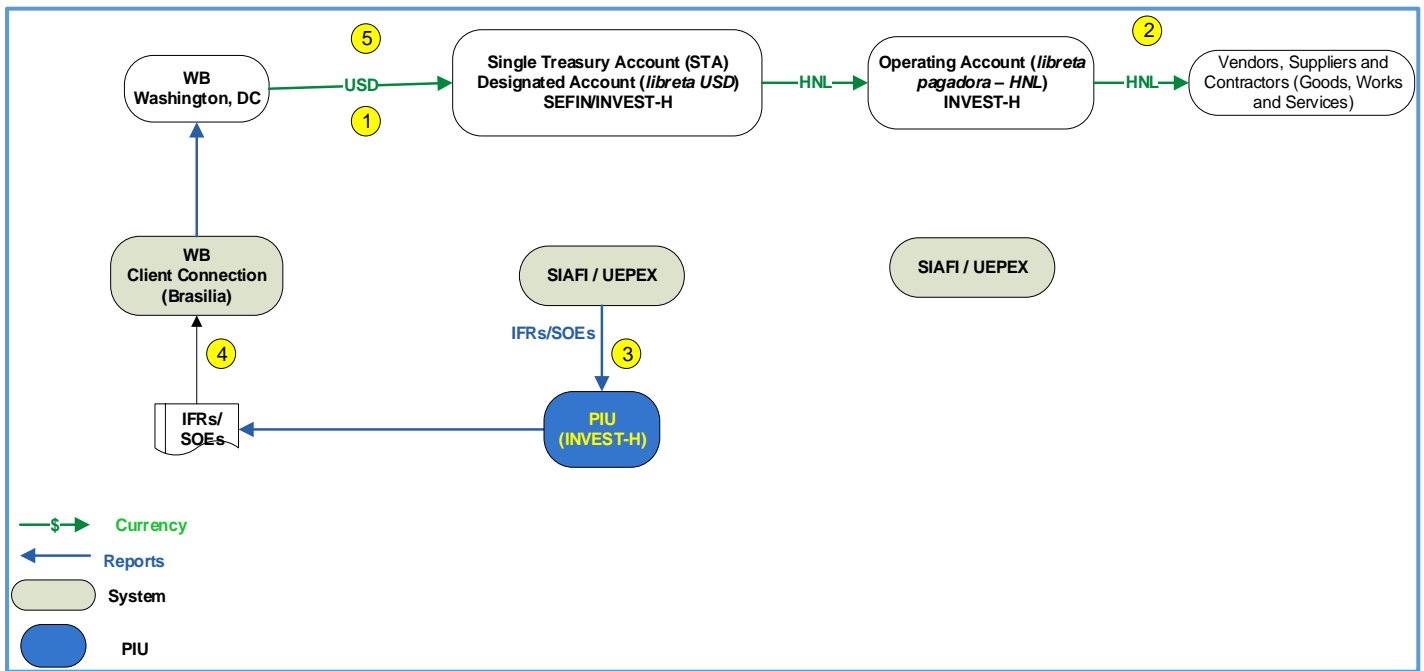 5
2
WB
Washington, DC
USD
1
Single Treasury Account (STA)
Designated Account (libreta USD)
SEFIN/INVEST-H
HNL
Operating Account (libreta
pagadora – HNL)
INVEST-H
HNL
Vendors, Suppliers and
Contractors (Goods, Works
and Services)
WB
Client Connection
(Brasilia)
SIAFI / UEPEX
SIAFI / UEPEX
IFRs/SOEs
3
4
IFRs/
SOEs
PIU
(INVEST-H)
$
Currency
Reports
System
PIU